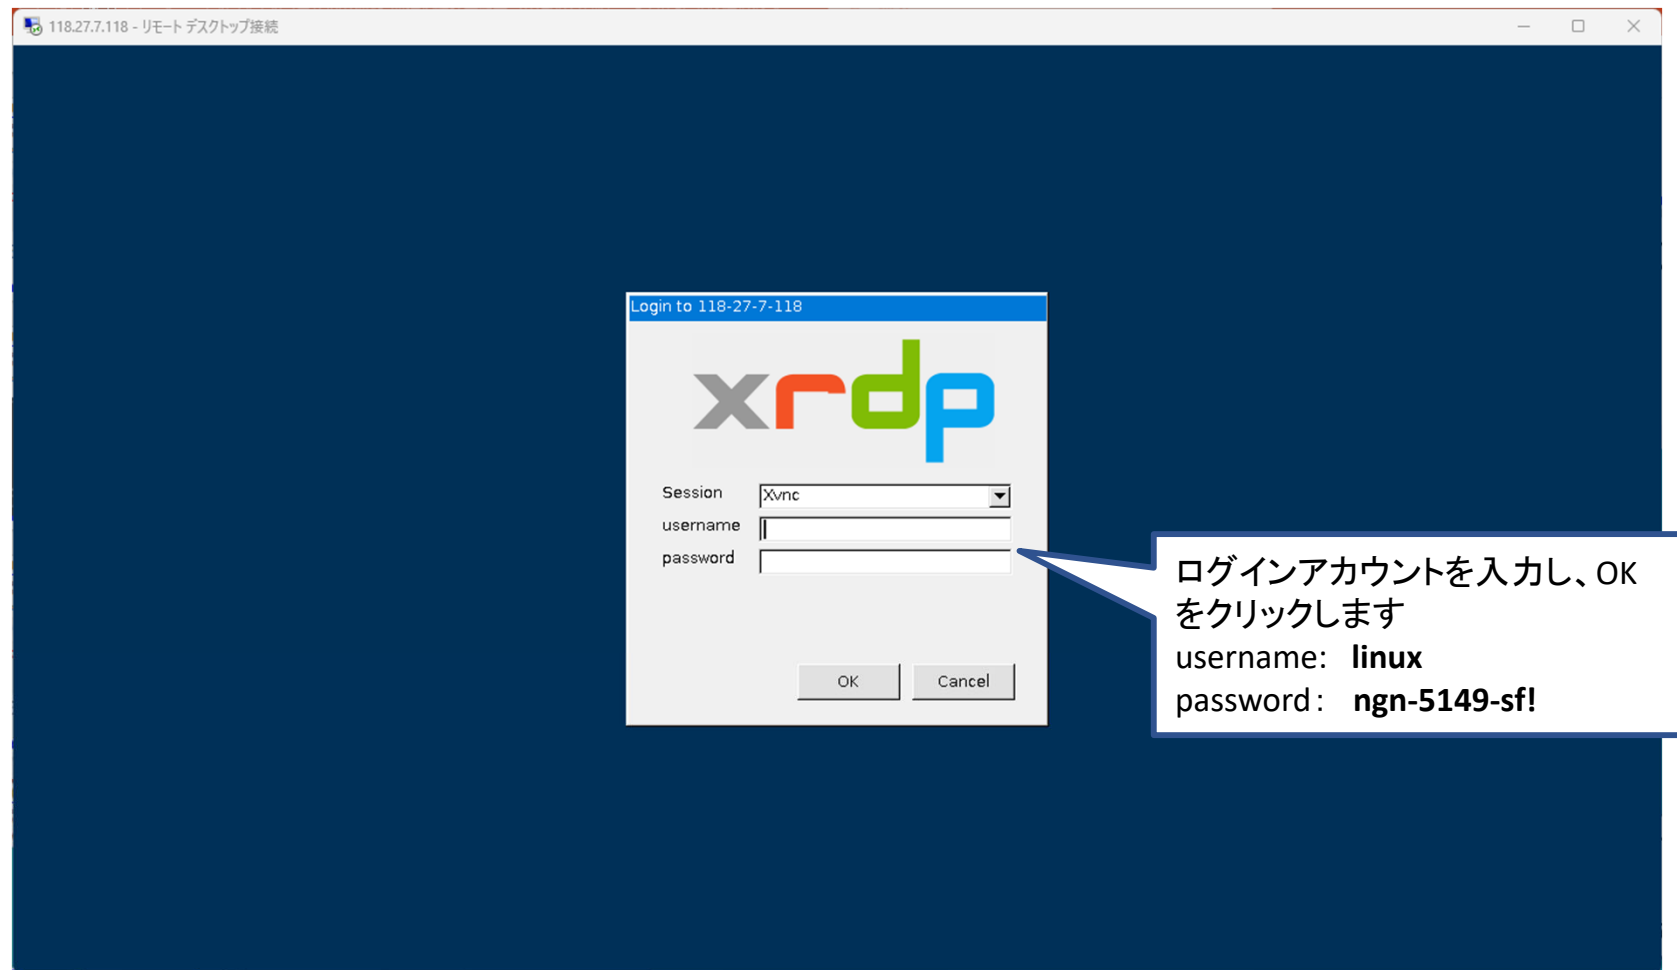 118.27.7.118 - リモート デスクトップ接続
Login to 118-27-7-118
xrdp
Session Xvnc
username
password
OK Cancel
ログインアカウントを入力し、OK
をクリックします
username: linux
password: ngn-5149-sf!